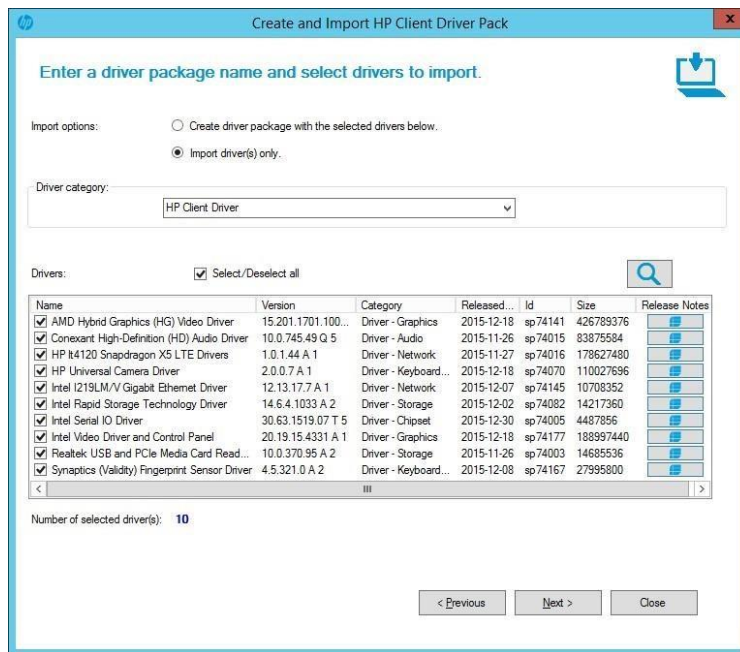 Create and Import HP Client Driver Pack
x
Enter a driver package name and select drivers to import.
Import options:
Create driver package with the selected drivers below.
Import driver(s) only.
Driver category:
HP Client Driver
Drivers:
Select/Deselect all
Name Version Category Released... Id Size Release Notes
AMD Hybrid Graphics (HG) Video Driver 15.201.1701.100... Driver - Graphics 2015-12-18 sp74141 426789376
Conexant High-Definition (HD) Audio Driver 10.0.745.49 Q 5 Driver - Audio 2015-11-26 sp74015 83875584
HP lt4120 Snapdragon X5 LTE Drivers 1.0.1.44 A 1 Driver - Network 2015-11-27 sp74016 178627480
HP Universal Camera Driver 2.0.0.7 A 1 Driver - Keyboard... 2015-12-18 sp74070 110027696
Intel I219LM/V Gigabit Ethernet Driver 12.13.17.7 A 1 Driver - Network 2015-12-07 sp74145 10708352
Intel Rapid Storage Technology Driver 14.6.4.1033 A 2 Driver - Storage 2015-12-02 sp74082 14217360
Intel Serial IO Driver 30.63.1519.07 T 5 Driver - Chipset 2015-12-30 sp74005 4487856
Intel Video Driver and Control Panel 20.19.15.4331 A 1 Driver - Graphics 2015-12-18 sp74177 188997440
Realtek USB and PCIe Media Card Read... 10.0.370.95 A 2 Driver - Storage 2015-11-26 sp74003 14685536
Synaptics (Validity) Fingerprint Sensor Driver 4.5.321.0 A 2 Driver - Keyboard... 2015-12-08 sp74167 27995800
Number of selected driver(s): 10
< Previous
Next >
Close